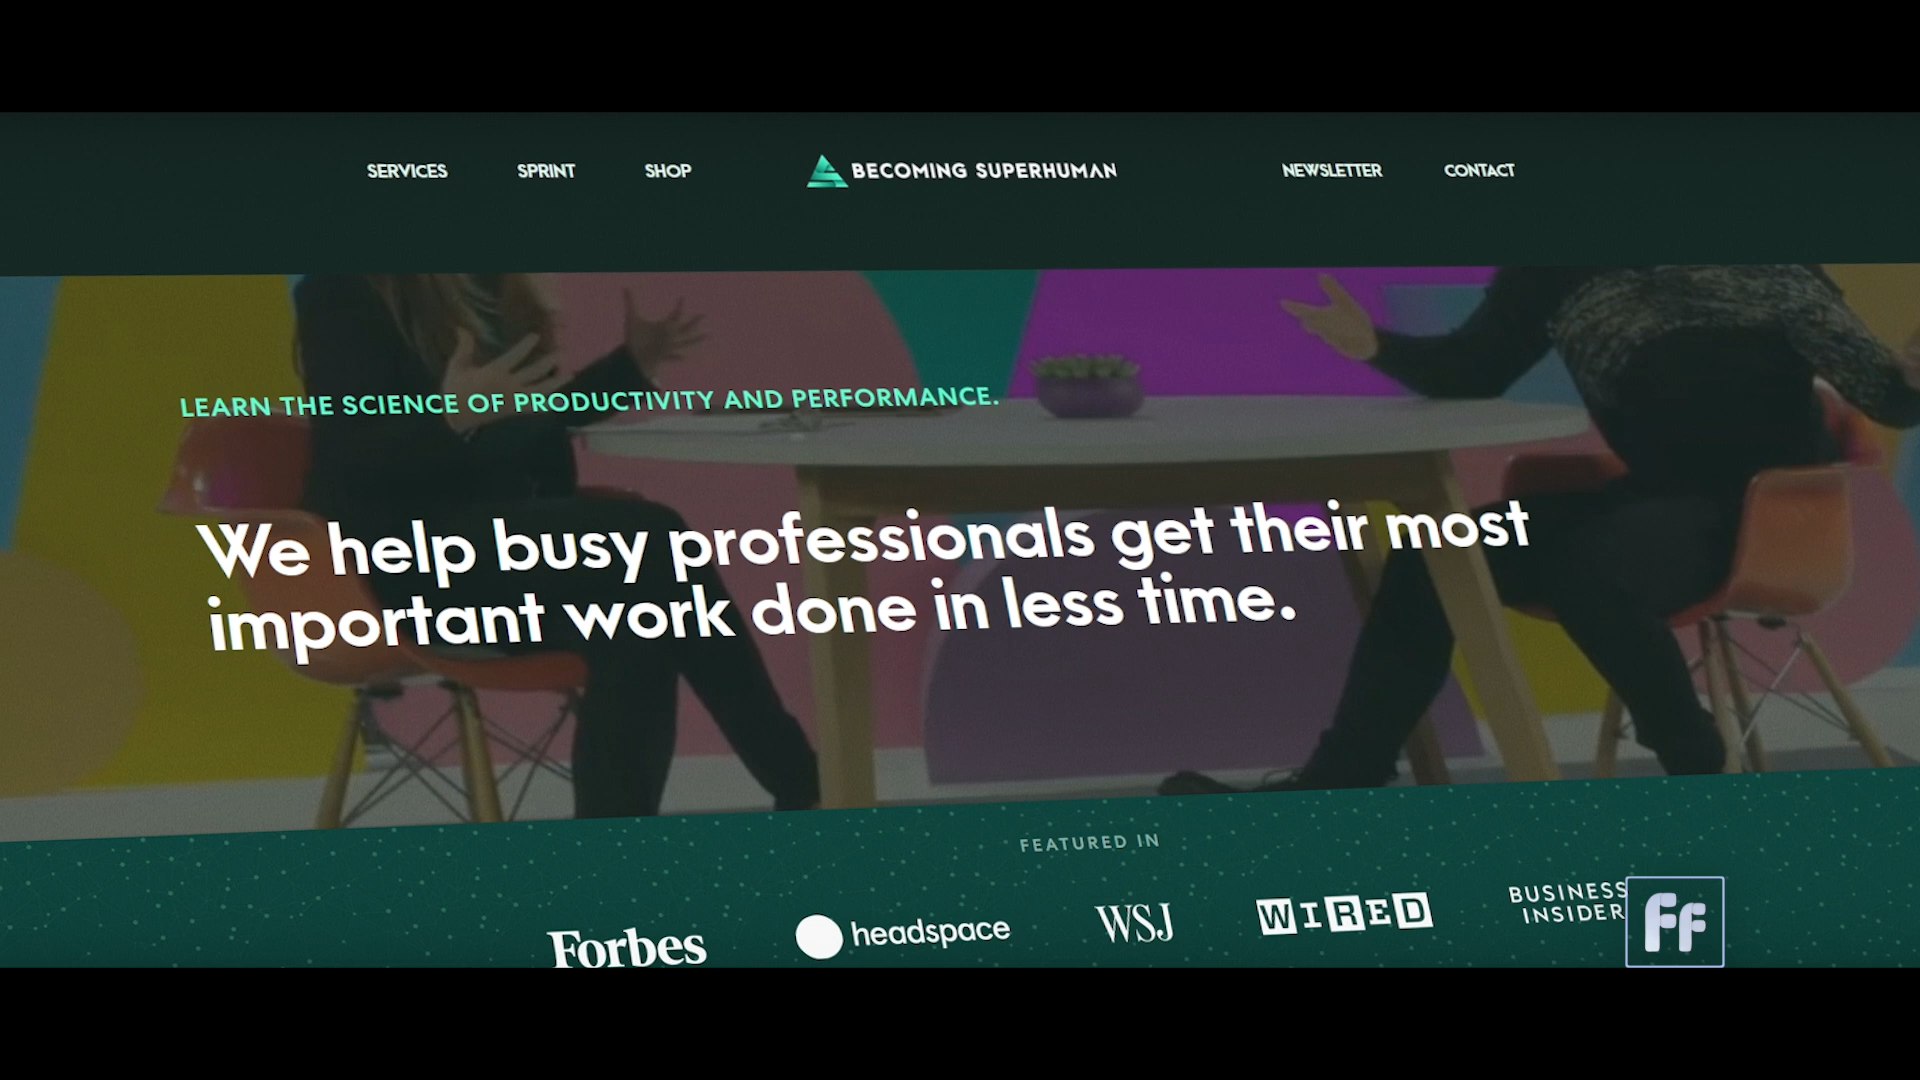 SERVICES SPRINT SHOP BECOMING SUPERHUMAN NEWSLETTER CONTACT
LEARN THE SCIENCE OF PRODUCTIVITY AND PERFORMANCE.
We help busy professionals get their most
important work done in less time.
FEATURED IN
Forbes headspace WSJ WIRED BUSINESS
INSIDER
Ff